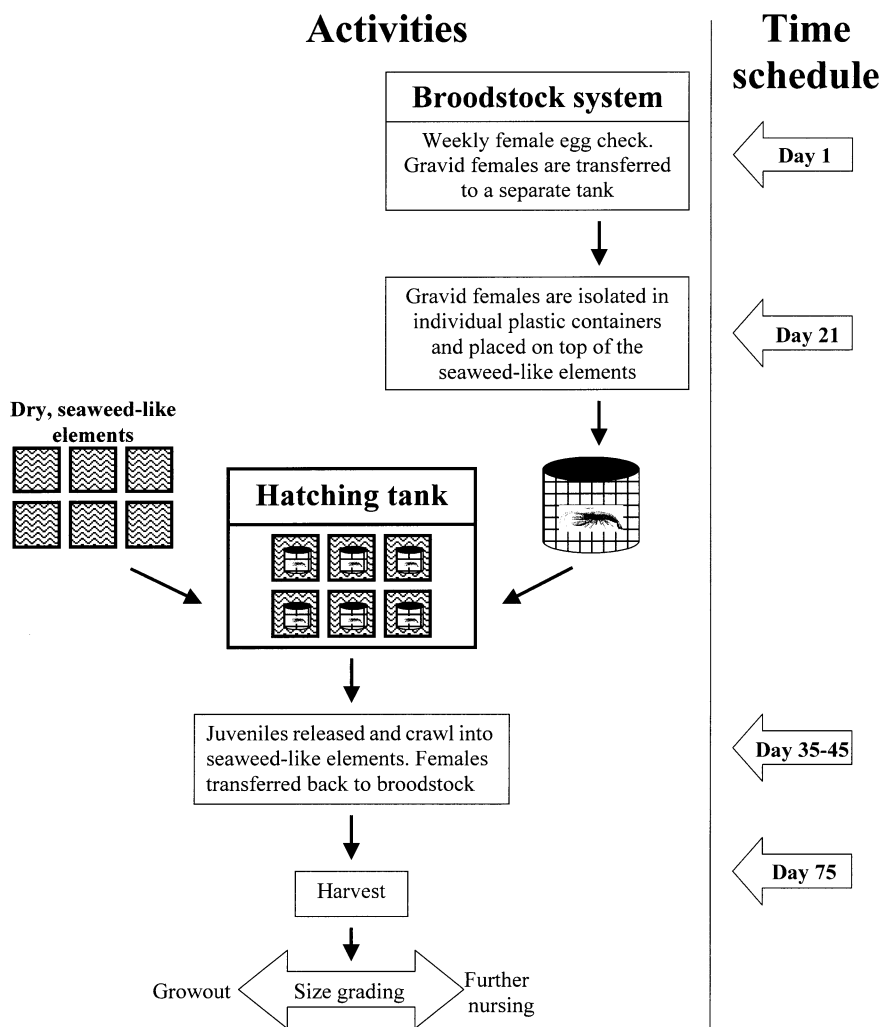 Activities
Time
schedule
Broodstock system
Weekly female egg check.
Gravid females are transferred
to a separate tank
Day 1
Gravid females are isolated in
individual plastic containers
and placed on top of the
seaweed-like elements
Day 21
Dry, seaweed-like
elements
Hatching tank
Juveniles released and crawl into
seaweed-like elements. Females
transferred back to broodstock
Day 35-45
Harvest
Day 75
Growout
Size grading
Further
nursing